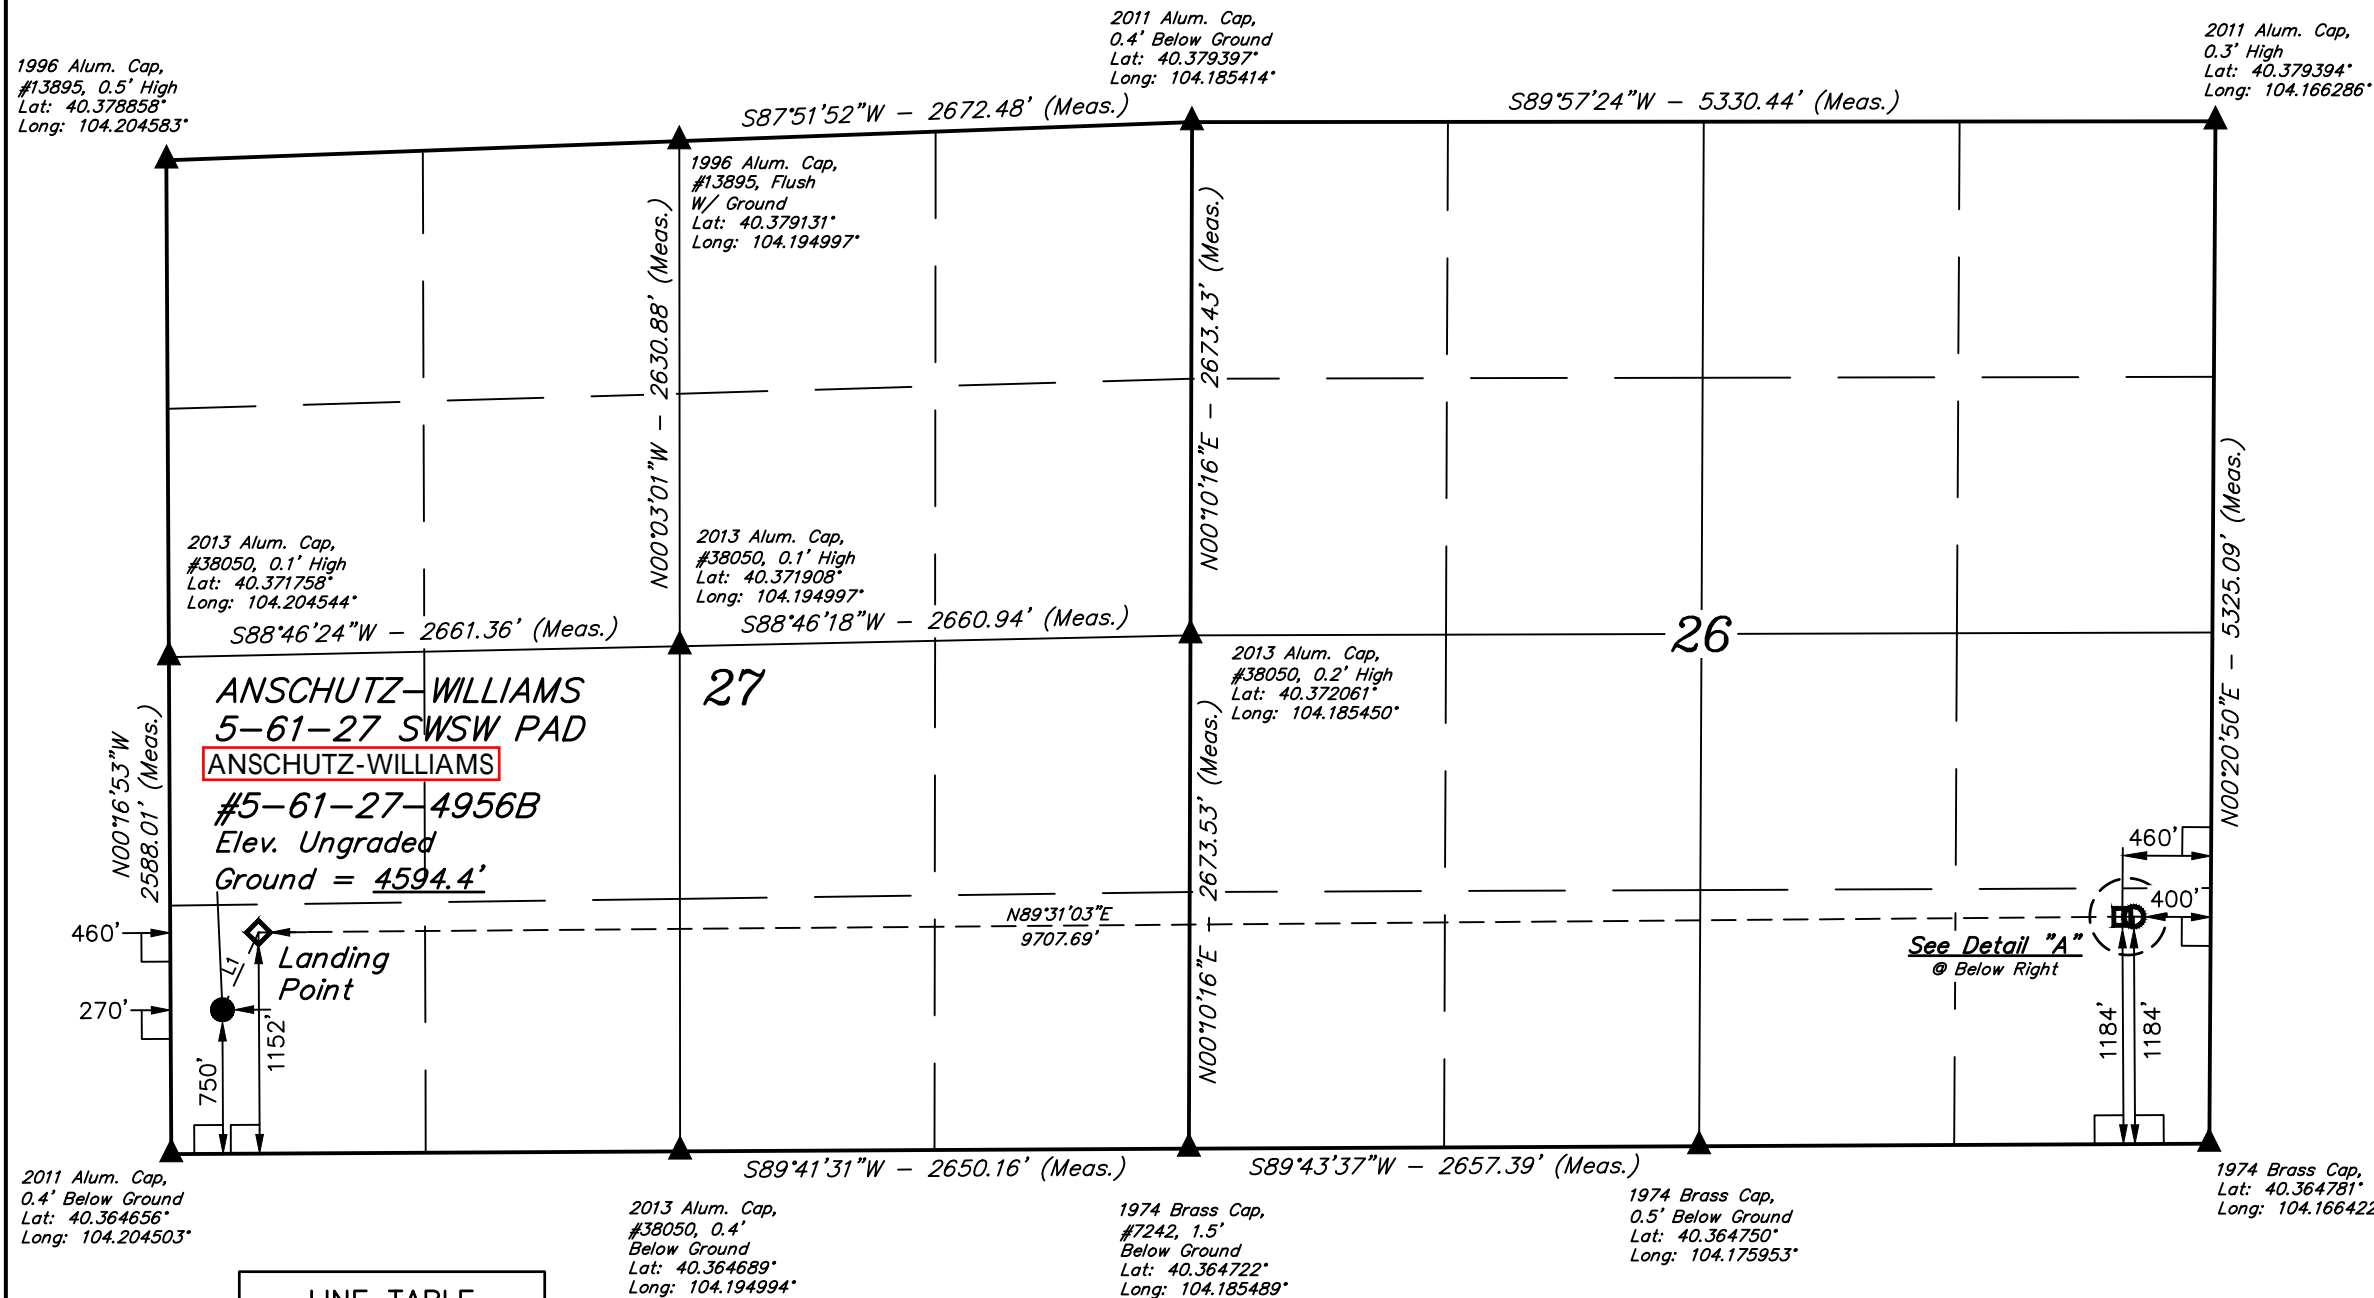 2011 Alum. Cap,
0.4' Below Ground
Lat: 40.379397°
Long: 104.185414°
2011 Alum. Cap,
0.3' High
Lat: 40.379394°
Long: 104.166286°
1996 Alum. Cap,
#13895, 0.5' High
Lat: 40.378858°
Long: 104.204583°
S87°51'52"W - 2672.48' (Meas.)
S89°57'24"W - 5330.44' (Meas.)
1996 Alum. Cap,
#13895, Flush
W/ Ground
Lat: 40.379131°
Long: 104.194997°
N00°03'01"W - 2630.88' (Meas.)
N00°10'16"E - 2673.43' (Meas.)
2013 Alum. Cap,
#38050, 0.1' High
Lat: 40.371758°
Long: 104.204544°
2013 Alum. Cap,
#38050, 0.1' High
Lat: 40.371908°
Long: 104.194997°
S88°46'24"W - 2661.36' (Meas.)
S88°46'18"W - 2660.94' (Meas.)
26
27
2013 Alum. Cap,
#38050, 0.2' High
Lat: 40.372061°
Long: 104.185450°
N00°20'50"E - 5325.09' (Meas.)
ANSCHUTZ-WILLIAMS
5-61-27 SWSW PAD
ANSCHUTZ-WILLIAMS
#5-61-27-4956B
Elev. Ungraded
Ground = 4594.4'
N00°16'53"W
2588.01' (Meas.)
N00°10'16"E 2673.53' (Meas.)
N00°10'16"E
460'
400'
N89°31'03"E
9707.69'
460'
L1
Landing
Point
See Detail "A"
@ Below Right
270'
750'
1152'
1184'
1184'
S89°41'31"W - 2650.16' (Meas.)
S89°43'37"W - 2657.39' (Meas.)
2011 Alum. Cap,
0.4' Below Ground
Lat: 40.364656°
Long: 104.204503°
2013 Alum. Cap,
#38050, 0.4'
Below Ground
Lat: 40.364689°
Long: 104.194994°
1974 Brass Cap,
#7242, 1.5'
Below Ground
Lat: 40.364722°
Long: 104.185489°
1974 Brass Cap,
0.5' Below Ground
Lat: 40.364750°
Long: 104.175953°
1974 Brass Cap,
Lat: 40.364781°
Long: 104.166422
LINE TABLE